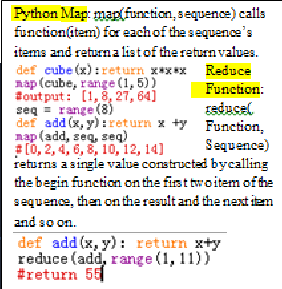 Python Map: map(function, sequence) calls
function(item) for each of the sequence's
items and return a list of the return values.
def cube(x):return x*x*x
map(cube, range(1,5))
#output: [1,8,27,64]
seq = range(8)
def add(x,y):return x +y
map(add, seq, seq)
#[0,2,4,6,8,10,12,14]
Reduce
Function:
reduce(
Function,
Sequence)
returns a single value constructed by calling
the begin function on the first two item of the
sequence, then on the result and the next item
and so on.
def add(x,y): return x+y
reduce(add, range(1,11))
#return 55